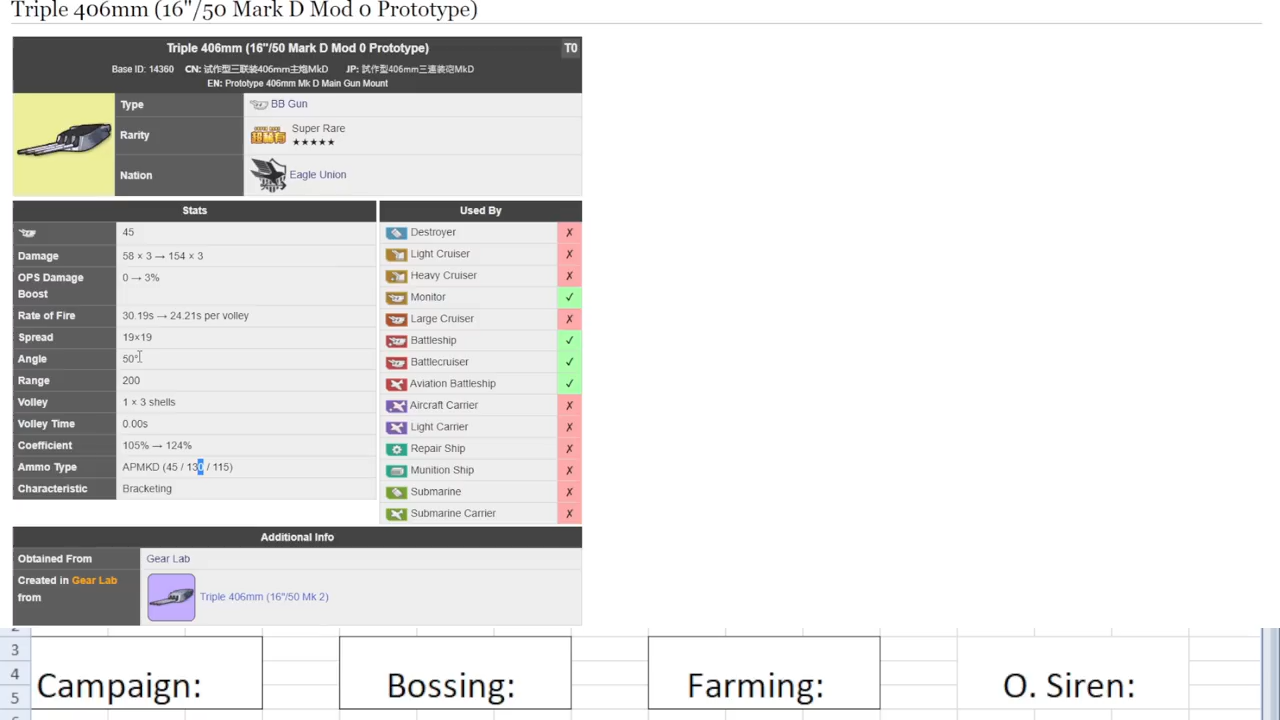 Triple 406mm (16"/50 Mark D Mod 0 Prototype)
Triple 406mm (16"/50 Mark D Mod 0 Prototype)
T0
Base ID: 14360 CN: 试作型三联装406mm主炮MkD JP: 試作型406mm三連装砲MkD
EN: Prototype 406mm Mk D Main Gun Mount
Type BB Gun
Rarity Super Rare
★★★★★
Nation Eagle Union
Stats
45
Damage 58 × 3 → 154 × 3
OPS Damage Boost 0 → 3%
Rate of Fire 30.19s → 24.21s per volley
Spread 19×19
Angle 50°
Range 200
Volley 1 × 3 shells
Volley Time 0.00s
Coefficient 105% → 124%
Ammo Type APMKD (45 / 130 / 115)
Characteristic Bracketing
Used By
Destroyer ✗
Light Cruiser ✗
Heavy Cruiser ✗
Monitor ✓
Large Cruiser ✗
Battleship ✓
Battlecruiser ✓
Aviation Battleship ✓
Aircraft Carrier ✗
Light Carrier ✗
Repair Ship ✗
Munition Ship ✗
Submarine ✗
Submarine Carrier ✗
Additional Info
Obtained From Gear Lab
Created in Gear Lab from Triple 406mm (16"/50 Mk 2)
3
4
5
Campaign: Bossing: Farming: O. Siren: